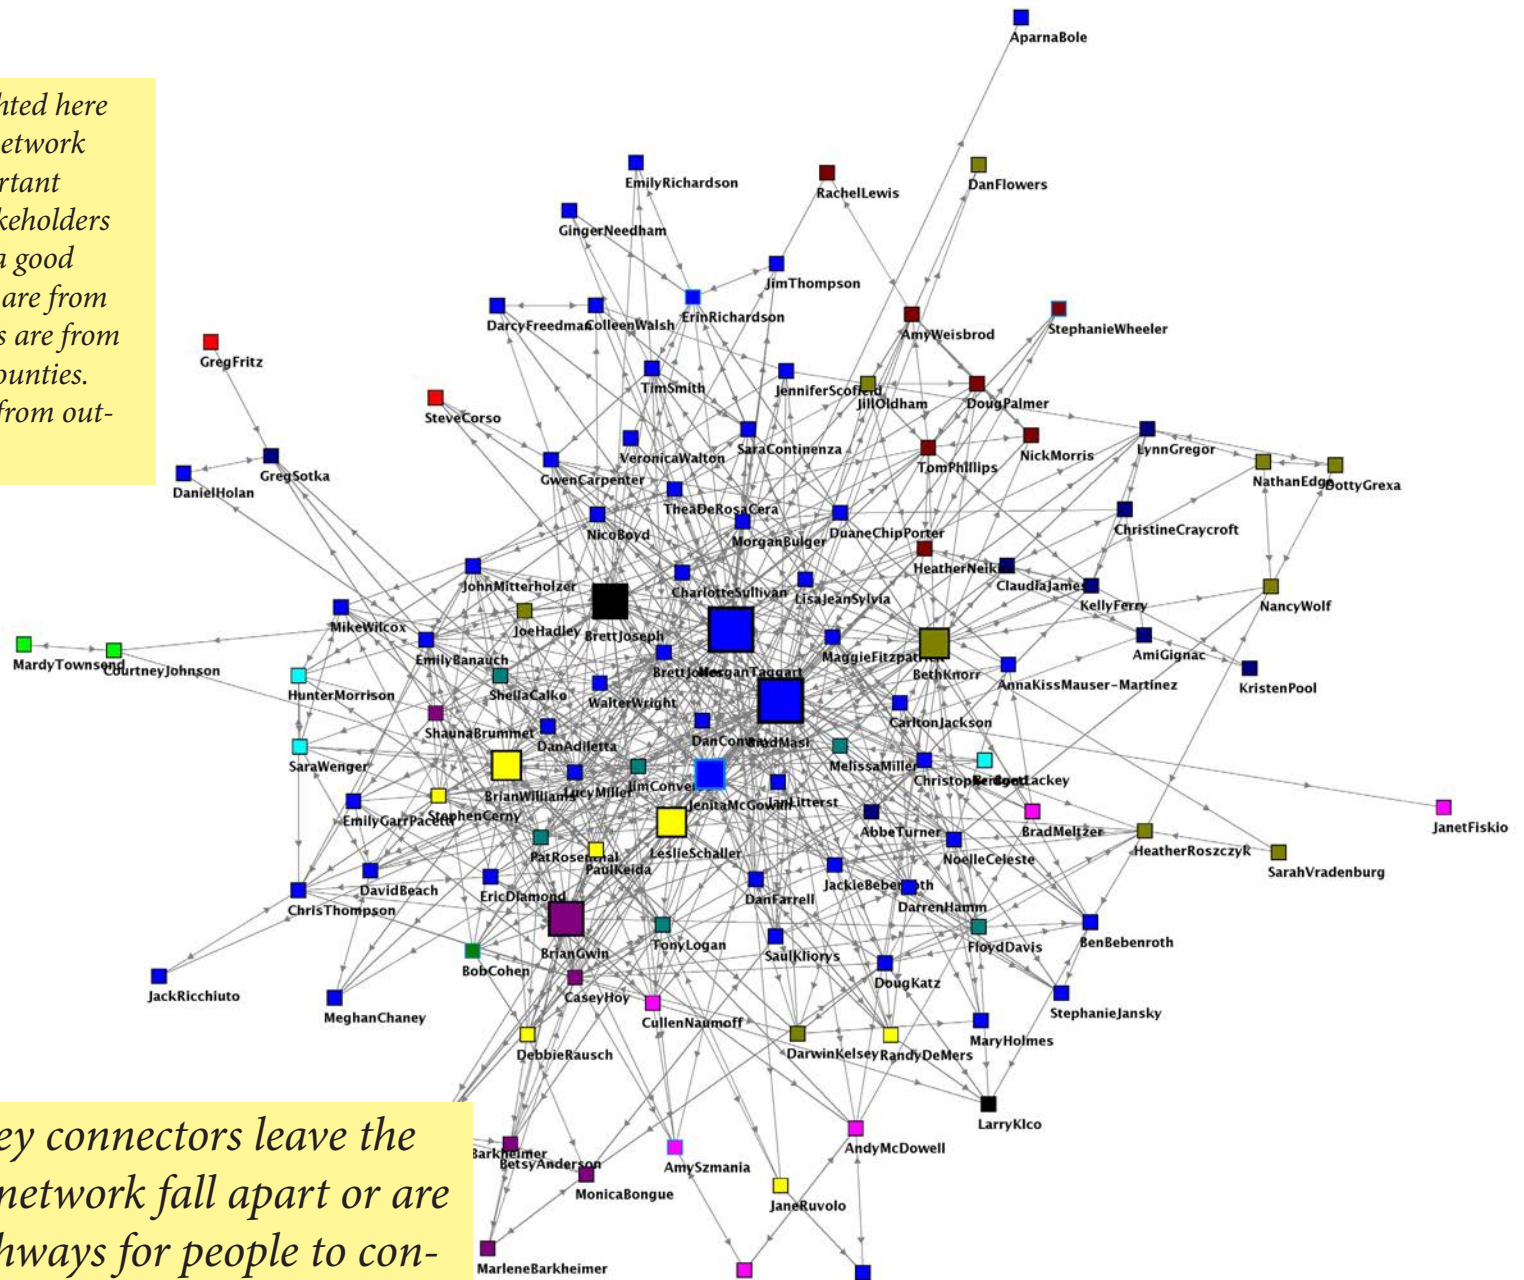 AparnaBole
hted here
etwork
rtant
keholders
a good
are from
s are from
ounties.
from out-
EmilyRichardson
RachelLewis
DanFlowers
GingerNeedham
JimThompson
ErinRichardson
DarcyFreedman
ColleenWalsh
AmyWeisbrod
StephanieWheeler
GregFritz
TimSmith
JenniferScofield
JillOldham
DougPalmer
SteveCorso
VeronicaWalton
SaraContinenza
TomPhillips
NickMorris
LynnGregor
GregSotka
DanielHolan
GwenCarpenter
NathanEdge
DottyGrexa
TheaDeRosaCera
NicoBoyd
MorganBulger
DuaneChipPorter
ChristineCraycroft
JohnMitterholzer
CharlotteSullivan
LisaJeanSylvia
ClaudiaJames
KellyFerry
NancyWolf
MikeWilcox
JoeHadley
BrettJoseph
MardyTownsend
CourtneyJohnson
EmilyBanauch
MorganTaggart
MaggieFitzpatrick
BethKnorr
AmiGignac
HunterMorrison
SheilaCalko
WalterWright
AnnaKissMauser-Martinez
KristenPool
ShaunaBrummet
DanAdiletta
BradMasi
CarltonJackson
SaraWenger
BrianWilliams
LucyMiller
JenitaMcGowan
JanLitterst
MelissaMiller
EmilyGarrPacetti
StephenCerny
AbbeTurner
BradMeltzer
JanetFiskio
PatRosenthal
PaulKeida
LeslieSchaller
NoelleCeleste
HeatherRoszczyk
DavidBeach
EricDiamond
DanFarrell
JackieBebenroth
SarahVradenburg
ChrisThompson
DarrenHamm
BrianGwin
TonyLogan
SaulKliorys
FloydDavis
BenBebenroth
BobCohen
JackRicchiuto
MeghanChaney
CaseyHoy
CullenNaumoff
DougKatz
StephanieJansky
DebbieRausch
DarwinKelsey
RandyDeMers
MaryHolmes
LarryKlco
ey connectors leave the
network fall apart or are
hways for people to con-
Barkheimer
BetsyAnderson
AmySzmania
AndyMcDowell
MonicaBongue
JaneRuvolo
MarleneBarkheimer